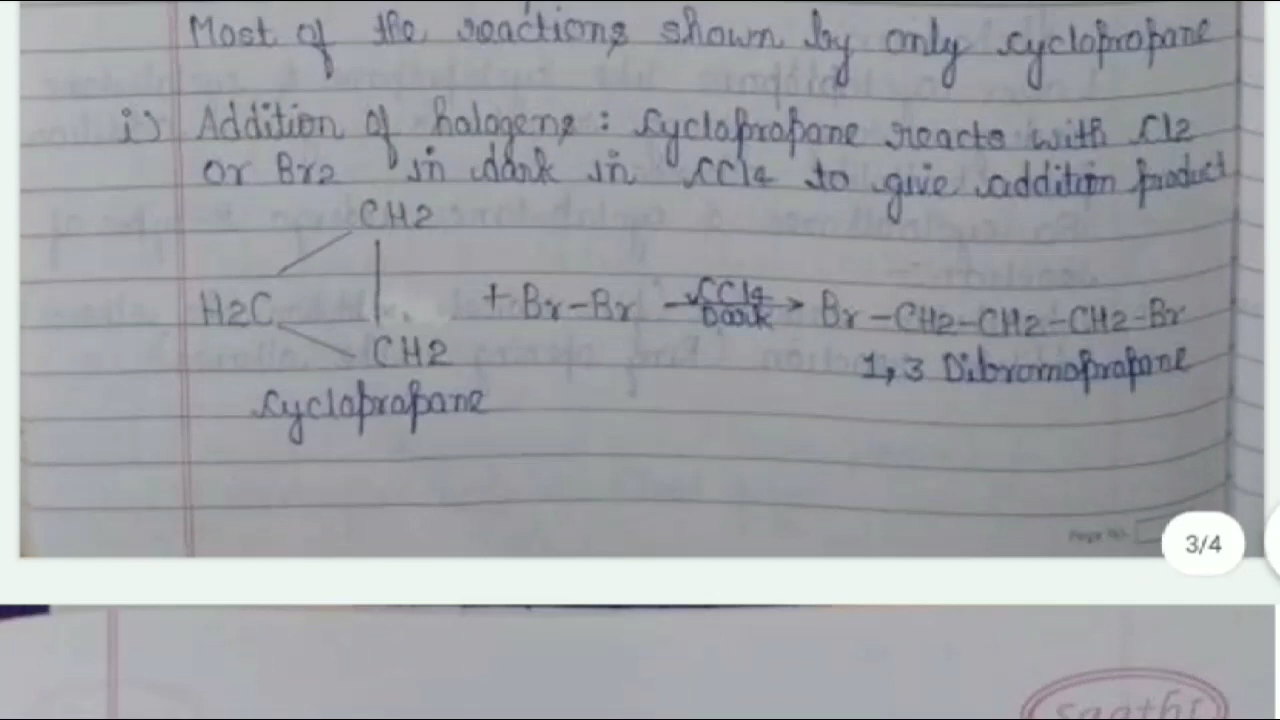 Most of the reactions shown by only cyclopropane
i) Addition of halogens : Cyclopropane reacts with Cl2
or Br2 in dark in CCl4 to give addition product
CH2
H2C
CH2
+ Br-Br CCl4 Dark → Br-CH2-CH2-CH2-Br
1,3 Dibromopropane
cyclopropane
3/4
saathi